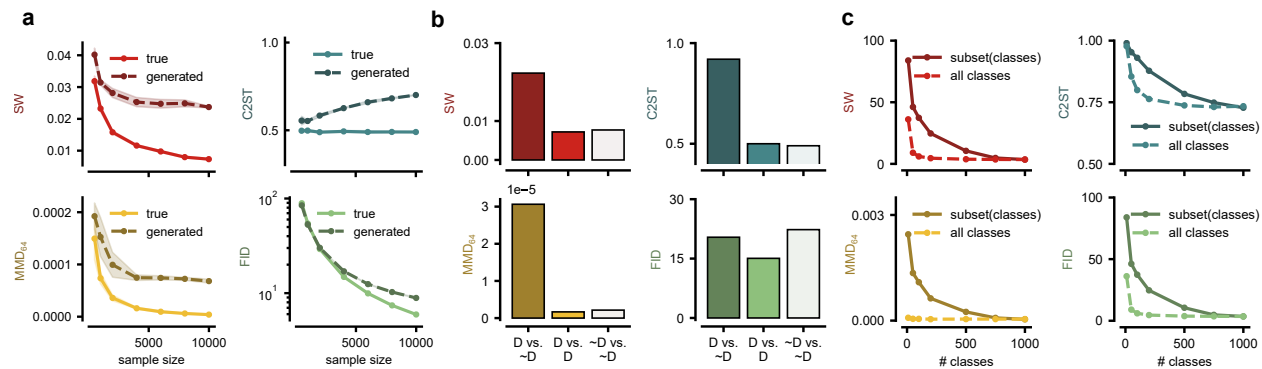 a
0.04
0.03
0.02
0.01
SW
true
generated
1.0
0.5
C2ST
true
generated
0.0002
0.0001
0.0000
MMD64
true
generated
5000
10000
sample size
10²
10¹
FID
true
generated
5000
10000
sample size
b
0.03
0.01
0.00
SW
1.0
0.5
C2ST
1e−5
3
2
1
0
MMD64
D vs. D vs. ~D vs.
~D D ~D
30
15
0
FID
D vs. D vs. ~D vs.
~D D ~D
c
100
50
0
SW
subset(classes)
all classes
1.00
0.75
0.50
C2ST
subset(classes)
all classes
0.003
0.000
MMD64
subset(classes)
all classes
0
500
1000
# classes
100
50
0
FID
subset(classes)
all classes
0
500
1000
# classes